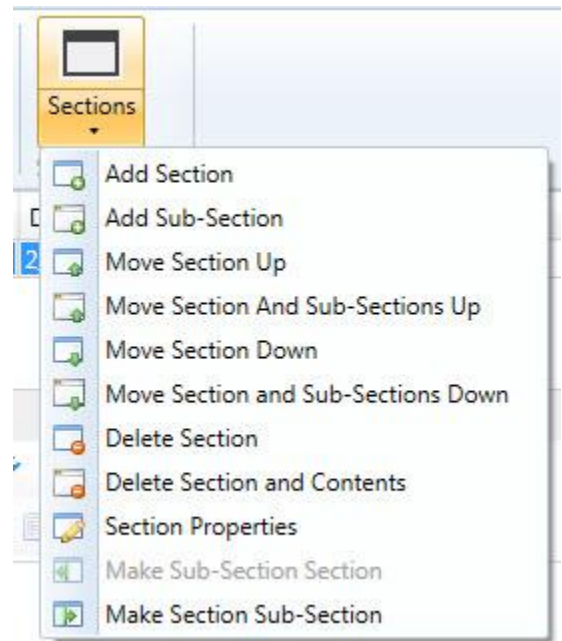 Sections
Add Section
Add Sub-Section
Move Section Up
Move Section And Sub-Sections Up
Move Section Down
Move Section and Sub-Sections Down
Delete Section
Delete Section and Contents
Section Properties
Make Sub-Section Section
Make Section Sub-Section